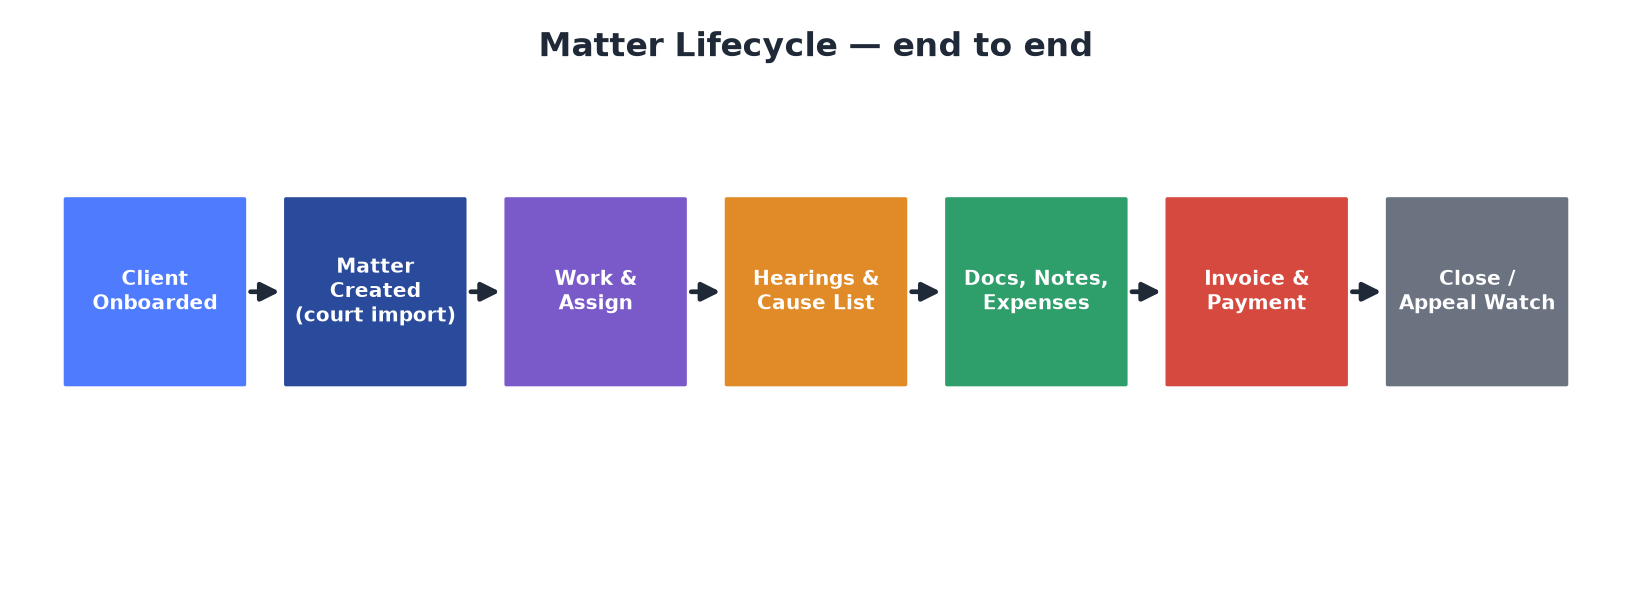 Matter Lifecycle — end to end
Client
Onboarded
Matter
Created
(court import)
Work &
Assign
Hearings &
Cause List
Docs, Notes,
Expenses
Invoice &
Payment
Close /
Appeal Watch